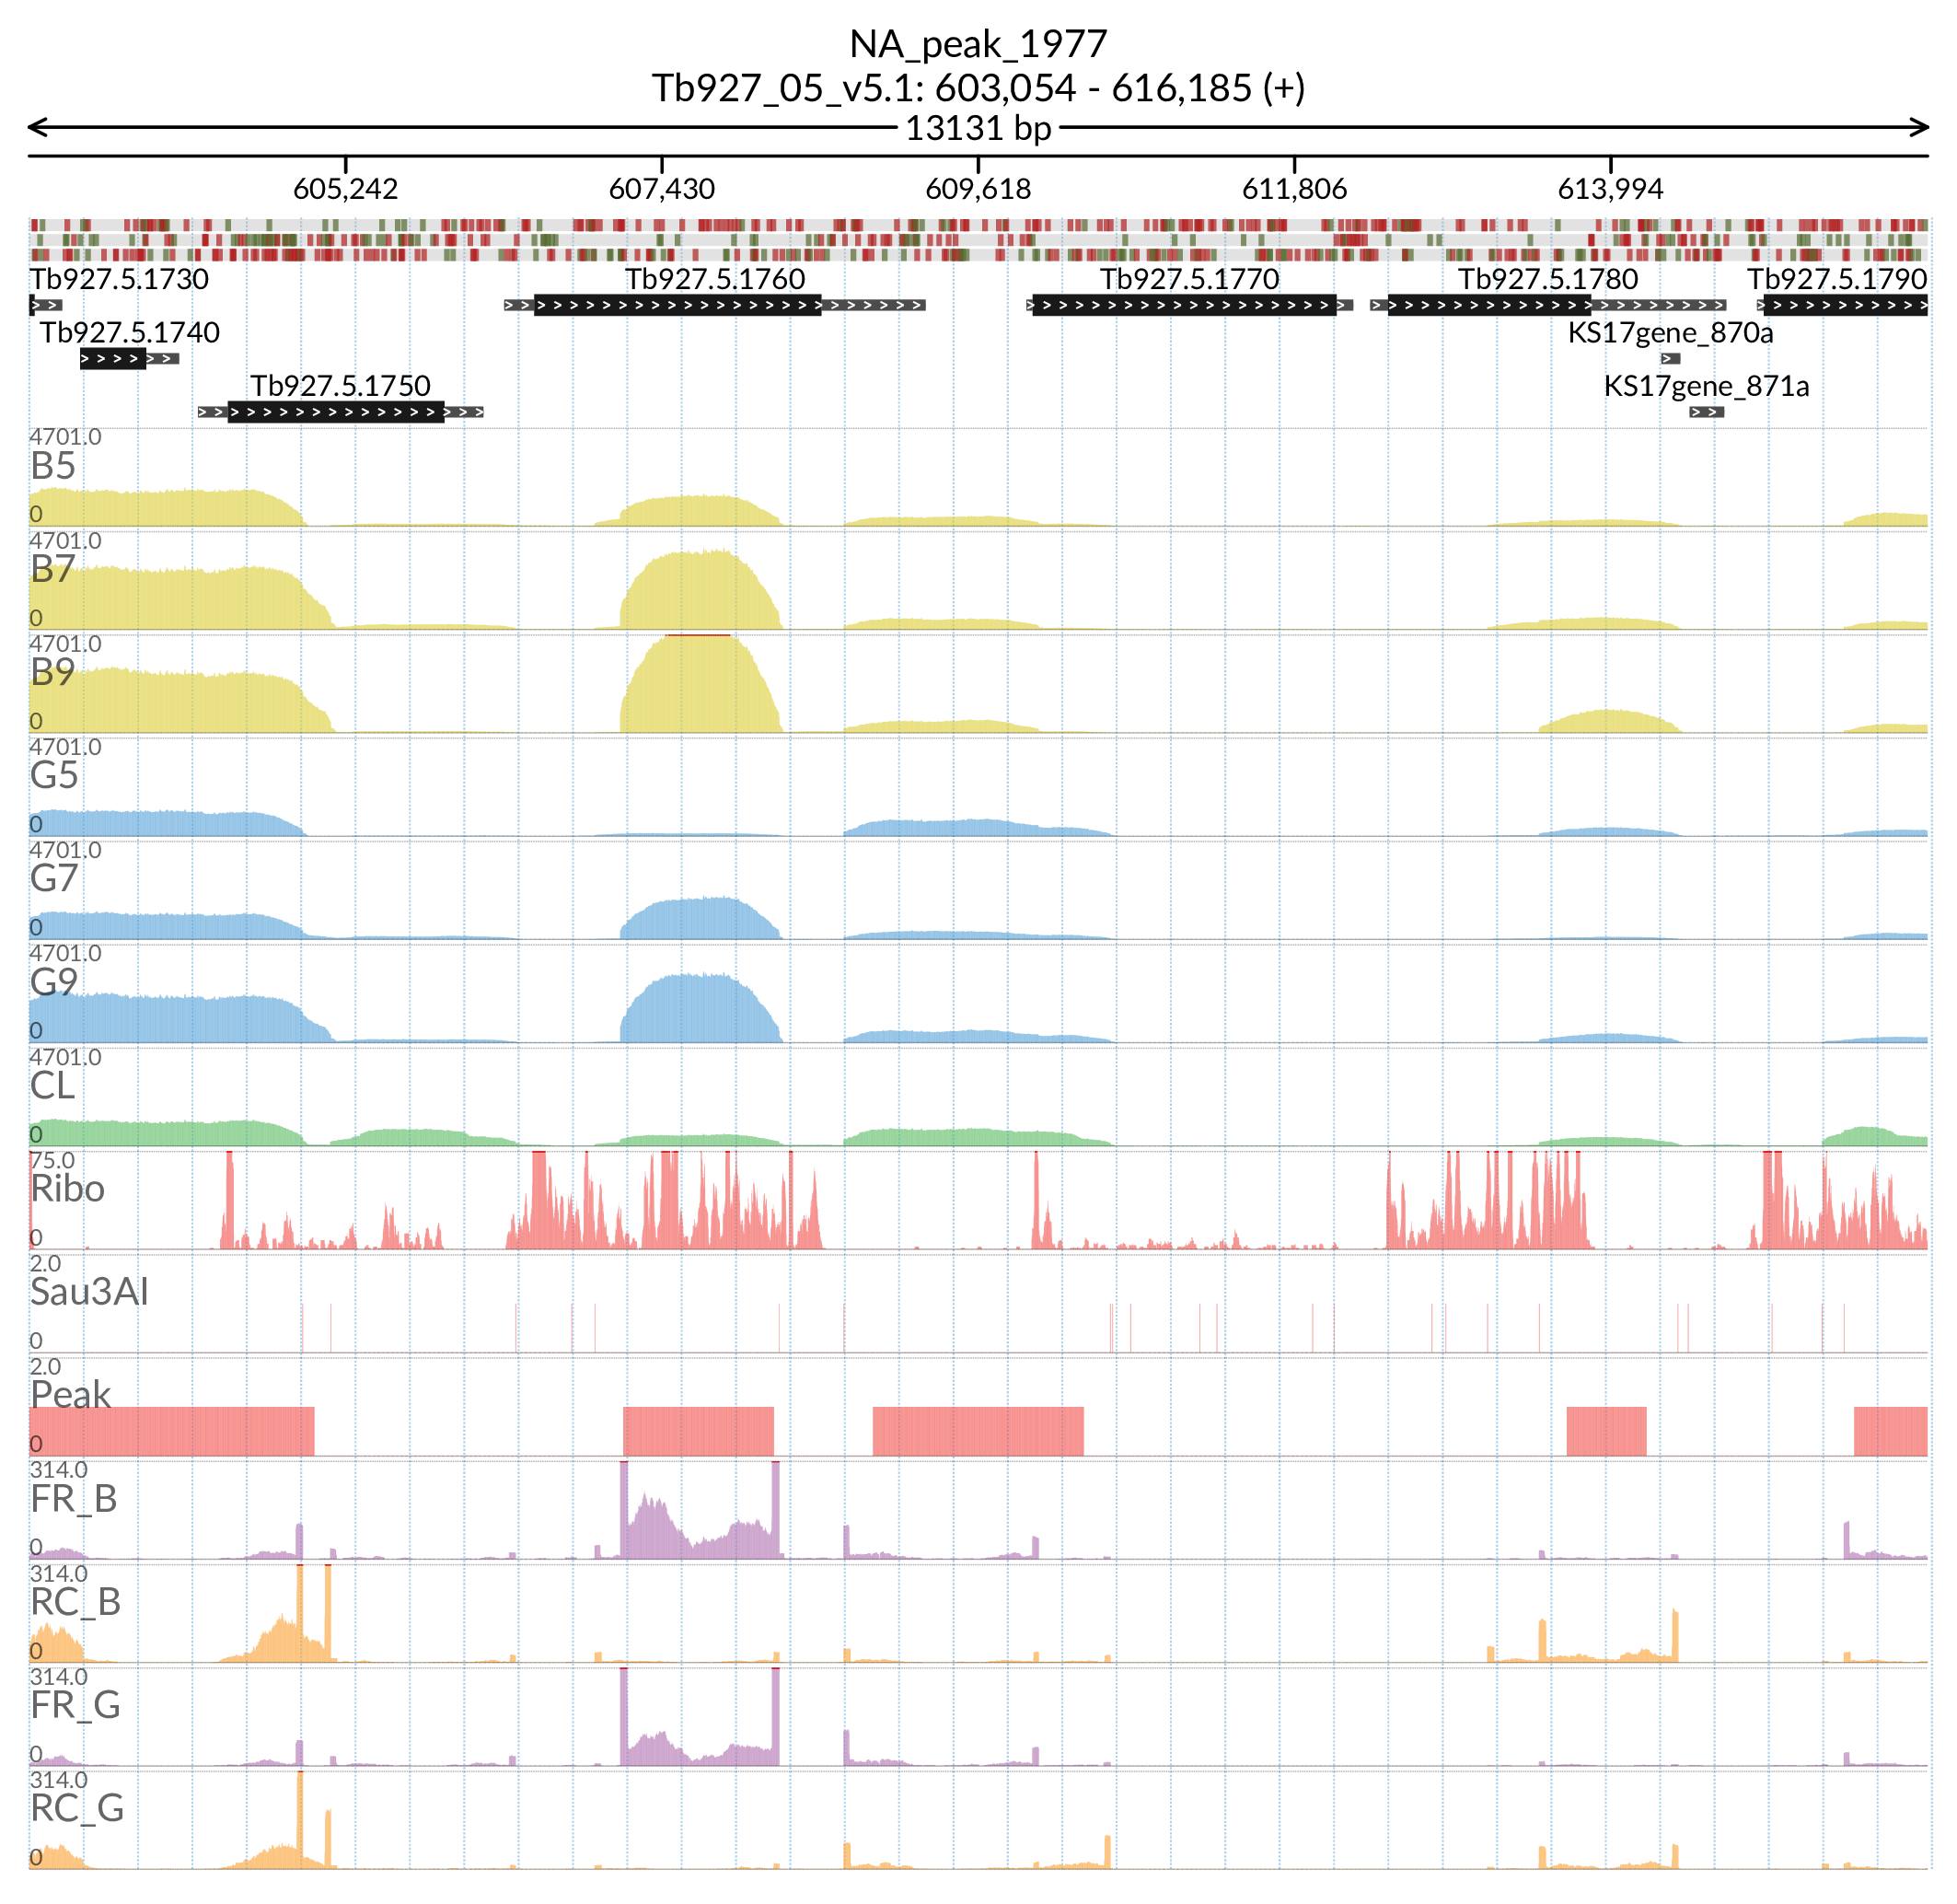 NA_peak_1977
Tb927_05_v5.1: 603,054 - 616,185 (+)
13131 bp
605,242 607,430 609,618 611,806 613,994
Tb927.5.1730 Tb927.5.1760 Tb927.5.1770 Tb927.5.1780 Tb927.5.1790
Tb927.5.1740 KS17gene_870a
Tb927.5.1750 KS17gene_871a
4701.0
B5
0
4701.0
B7
0
4701.0
B9
0
4701.0
G5
0
4701.0
G7
0
4701.0
G9
0
4701.0
CL
0
75.0
Ribo
0
2.0
Sau3AI
0
2.0
Peak
0
314.0
FR_B
0
314.0
RC_B
0
314.0
FR_G
0
314.0
RC_G
0